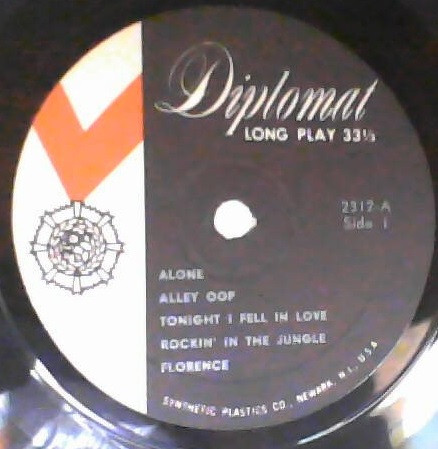 Diplomat
LONG PLAY 33⅓
2312-A
Side 1
ALONE
ALLEY OOP
TONIGHT I FELL IN LOVE
ROCKIN' IN THE JUNGLE
FLORENCE
SYNTHETIC PLASTICS CO., NEWARK, N.J., U.S.A